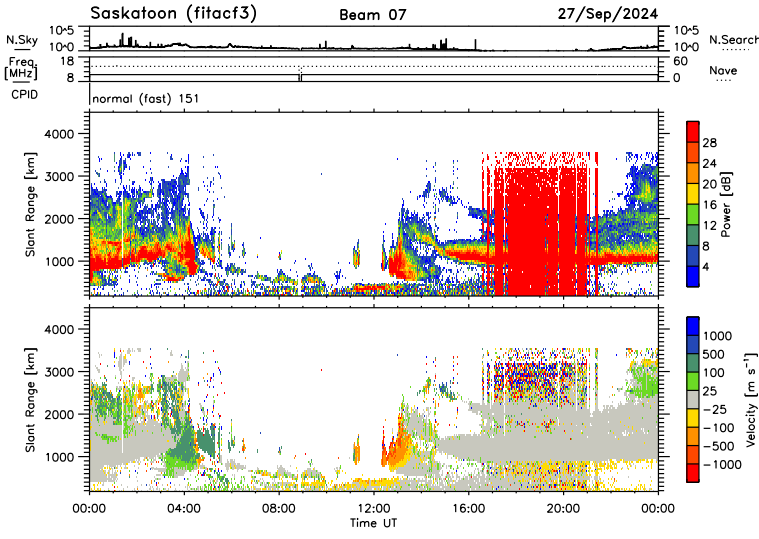 Saskatoon (fitacf3) Beam 07 27/Sep/2024
N.Sky 10^5 10^0 10^5 10^0 N.Search
Freq. [MHz] 18 8 60 0 Nave
CPID normal (fast) 151
Slant Range [km] 4000 3000 2000 1000
Power [dB] 28 24 20 16 12 8 4
Slant Range [km] 4000 3000 2000 1000
Velocity [m s⁻¹] 1000 500 100 25 −25 −100 −500 −1000
00:00 04:00 08:00 12:00 16:00 20:00 00:00
Time UT